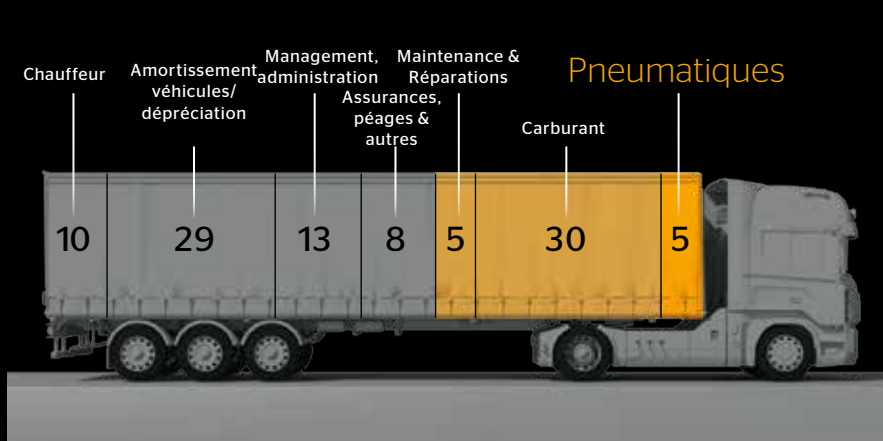 Chauffeur
Amortissement
véhicules/
dépréciation
Management,
administration
Assurances,
péages &
autres
Maintenance &
Réparations
Carburant
Pneumatiques
10
29
13
8
5
30
5